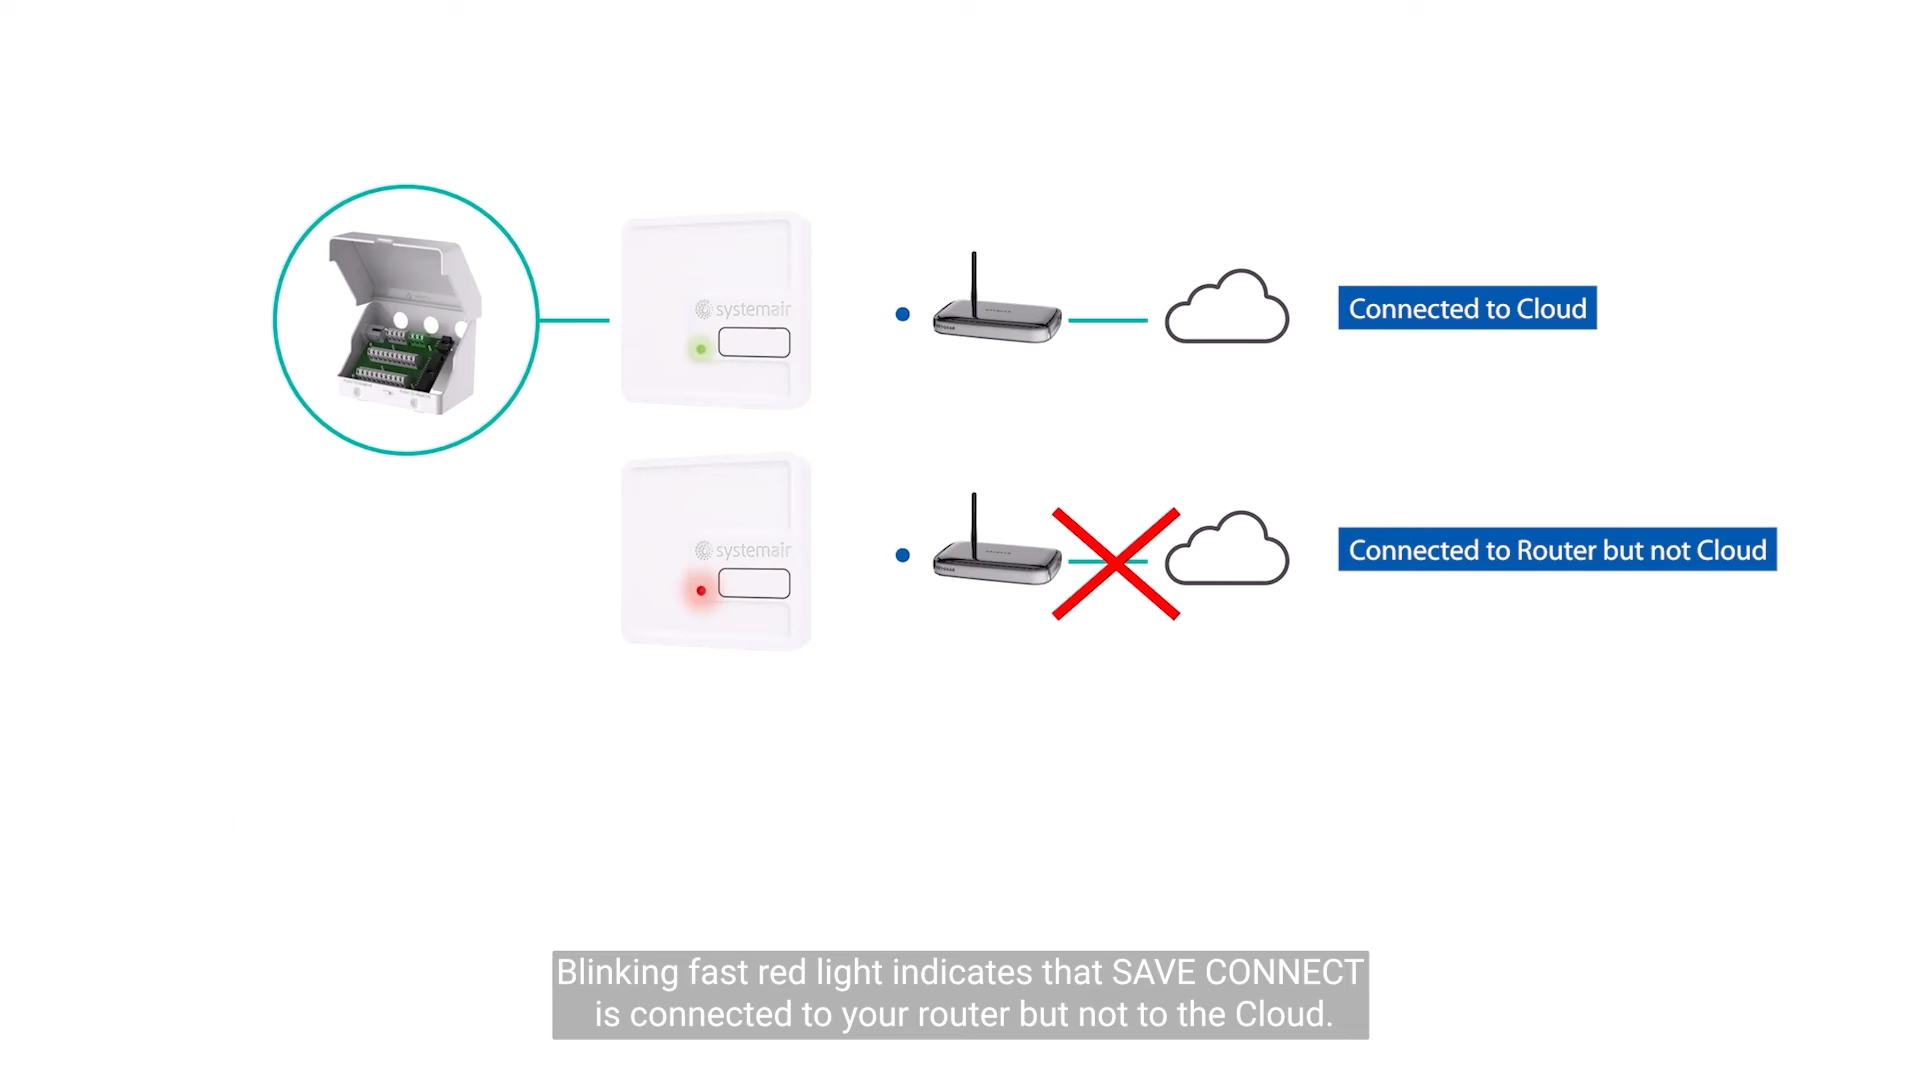 systemair
Connected to Cloud
systemair
Connected to Router but not Cloud
Blinking fast red light indicates that SAVE CONNECT
is connected to your router but not to the Cloud.